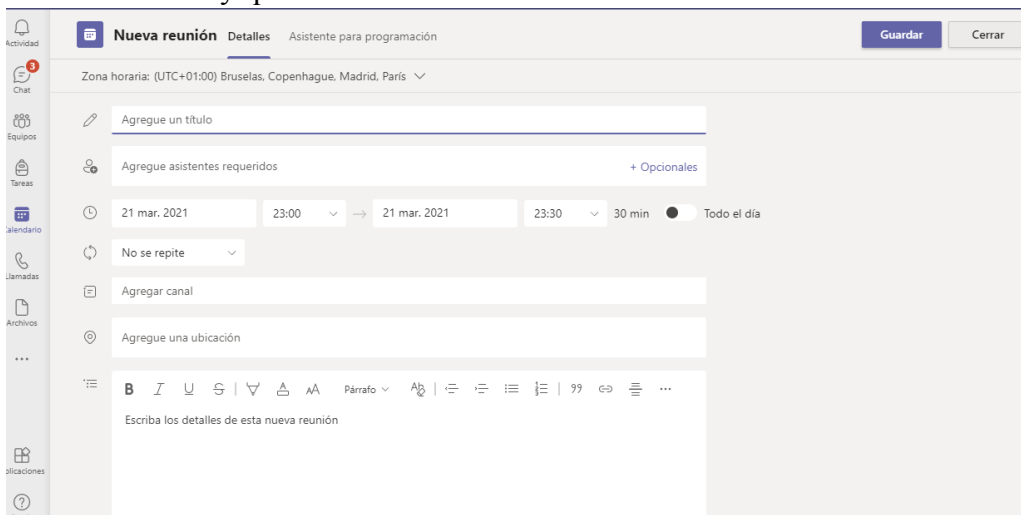 Nueva reunión Detalles Asistente para programación Guardar Cerrar
Zona horaria: (UTC+01:00) Bruselas, Copenhague, Madrid, París
Actividad
3
Chat
Equipos
Tareas
Calendario
Llamadas
Archivos
Agregue un título
Agregue asistentes requeridos + Opcionales
21 mar. 2021 23:00 → 21 mar. 2021 23:30 30 min Todo el día
No se repite
Agregar canal
Agregue una ubicación
B I U S A AA Párrafo Ab 99 ...
Escriba los detalles de esta nueva reunión
plicaciones